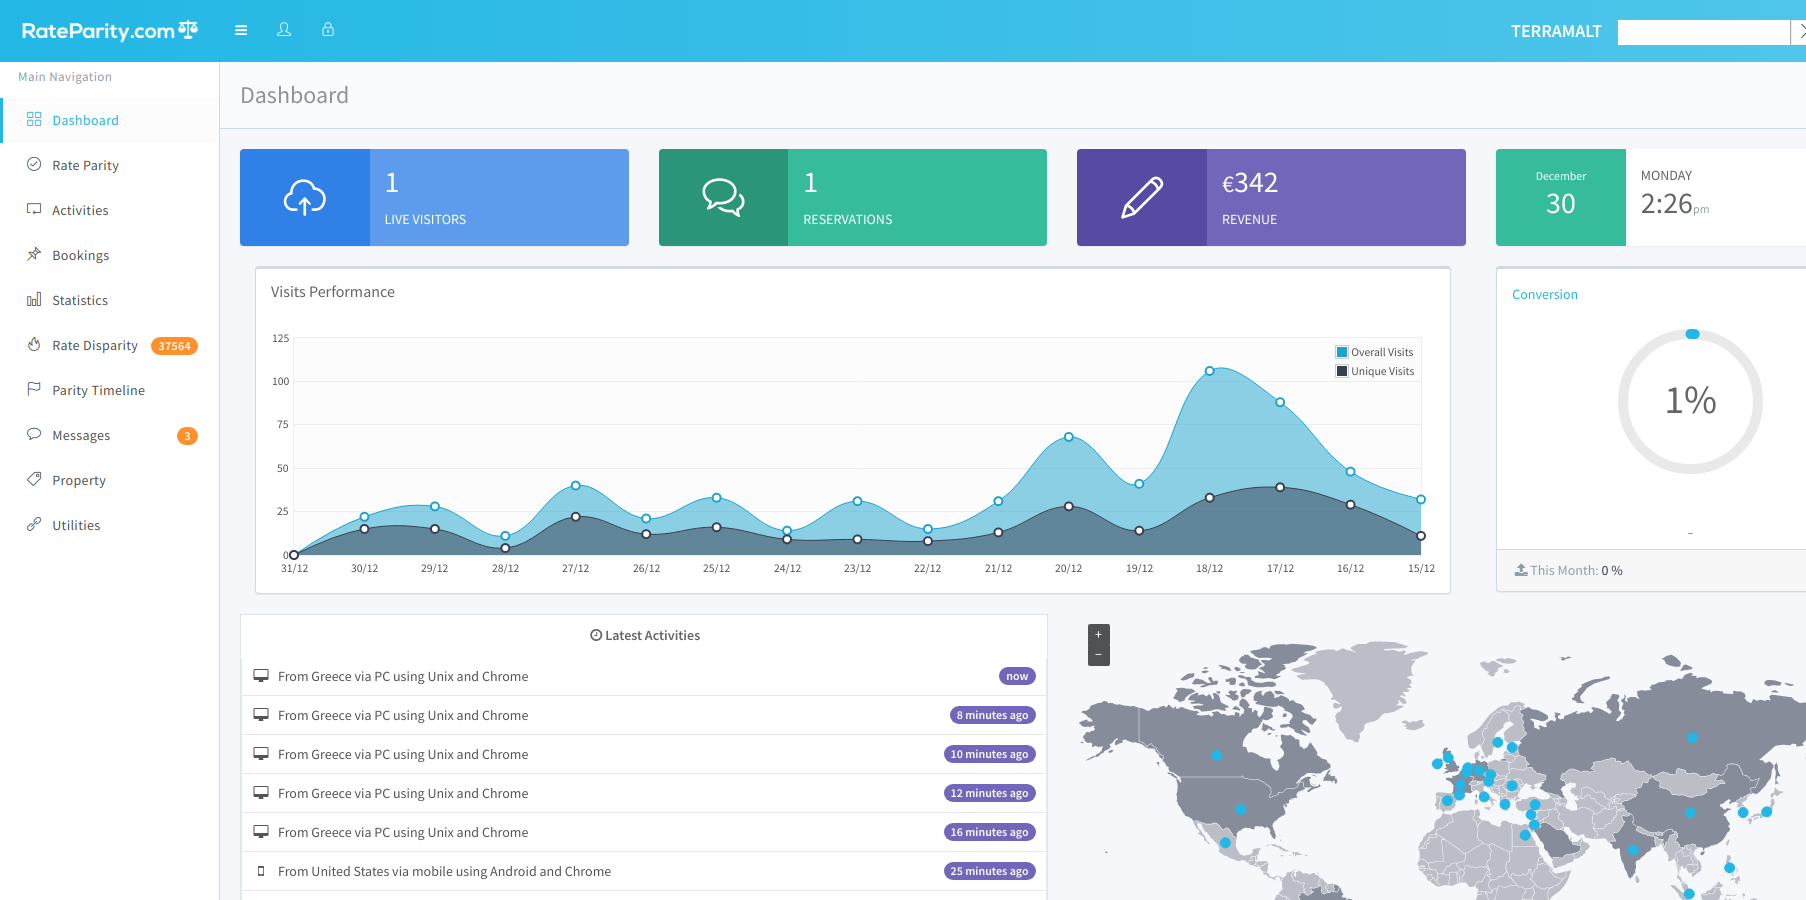 RateParity.com
TERRAMALT
Main Navigation
Dashboard
Rate Parity
Activities
Bookings
Statistics
Rate Disparity 37564
Parity Timeline
Messages 3
Property
Utilities
Dashboard
1
LIVE VISITORS
1
RESERVATIONS
€342
REVENUE
December
30
MONDAY
2:26pm
Visits Performance
125
100
75
50
25
0
Overall Visits
Unique Visits
31/12 30/12 29/12 28/12 27/12 26/12 25/12 24/12 23/12 22/12 21/12 20/12 19/12 18/12 17/12 16/12 15/12
Conversion
1%
-
This Month: 0 %
Latest Activities
From Greece via PC using Unix and Chrome now
From Greece via PC using Unix and Chrome 8 minutes ago
From Greece via PC using Unix and Chrome 10 minutes ago
From Greece via PC using Unix and Chrome 12 minutes ago
From Greece via PC using Unix and Chrome 16 minutes ago
From United States via mobile using Android and Chrome 25 minutes ago
+
−